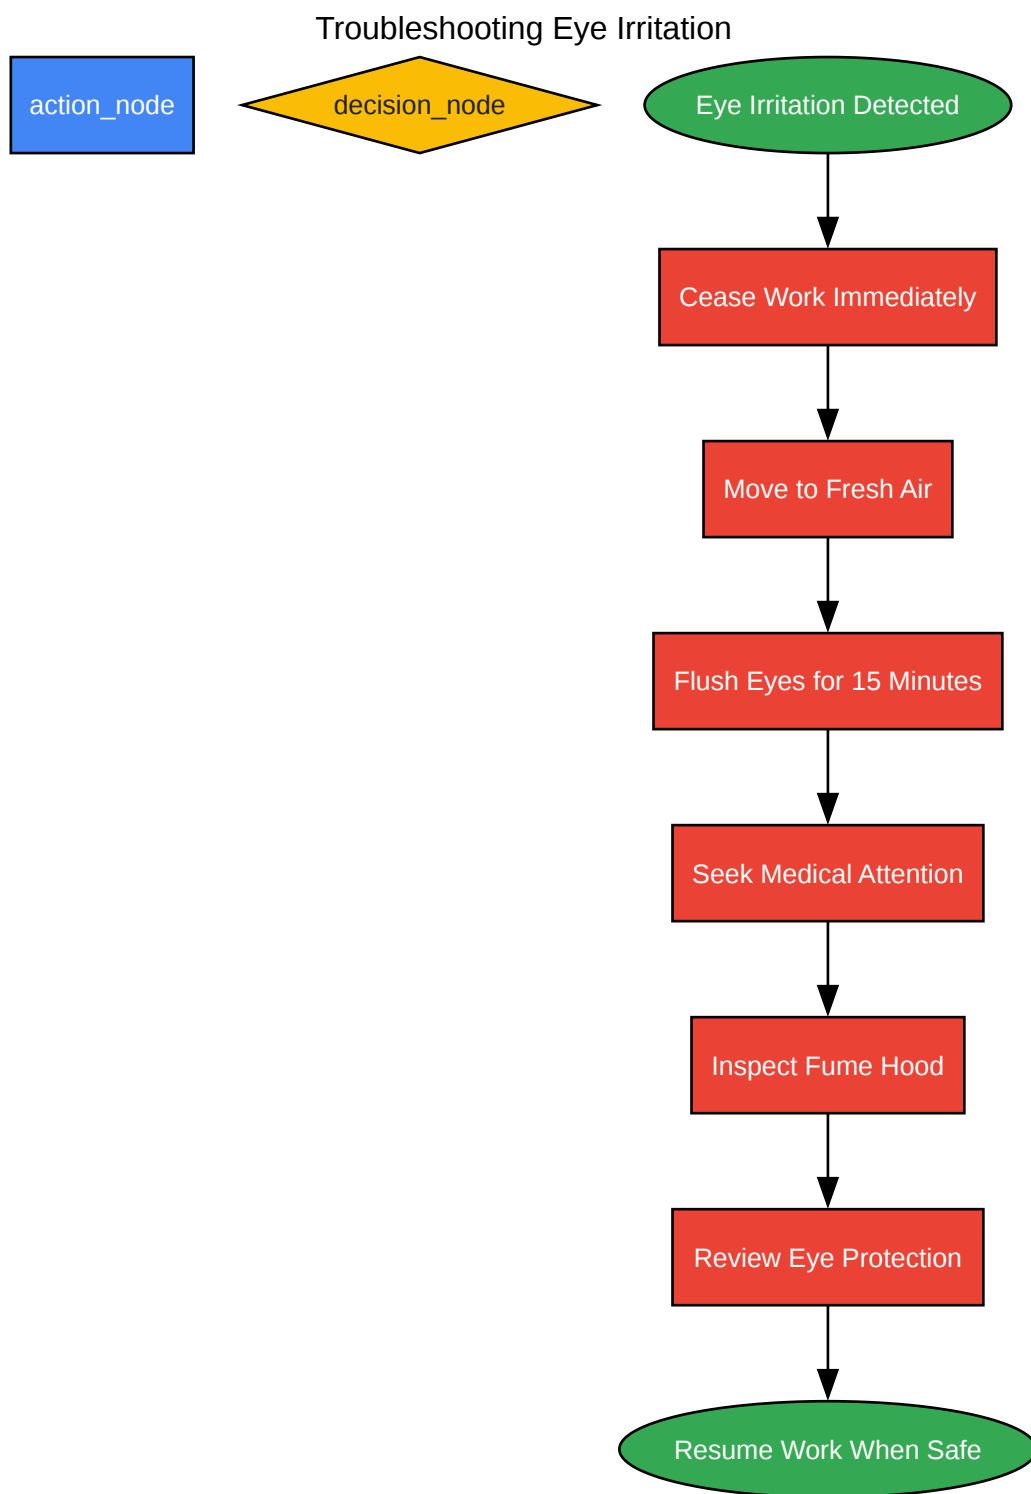 Troubleshooting Eye Irritation
action_node
decision_node
Eye Irritation Detected
Cease Work Immediately
Move to Fresh Air
Flush Eyes for 15 Minutes
Seek Medical Attention
Inspect Fume Hood
Review Eye Protection
Resume Work When Safe